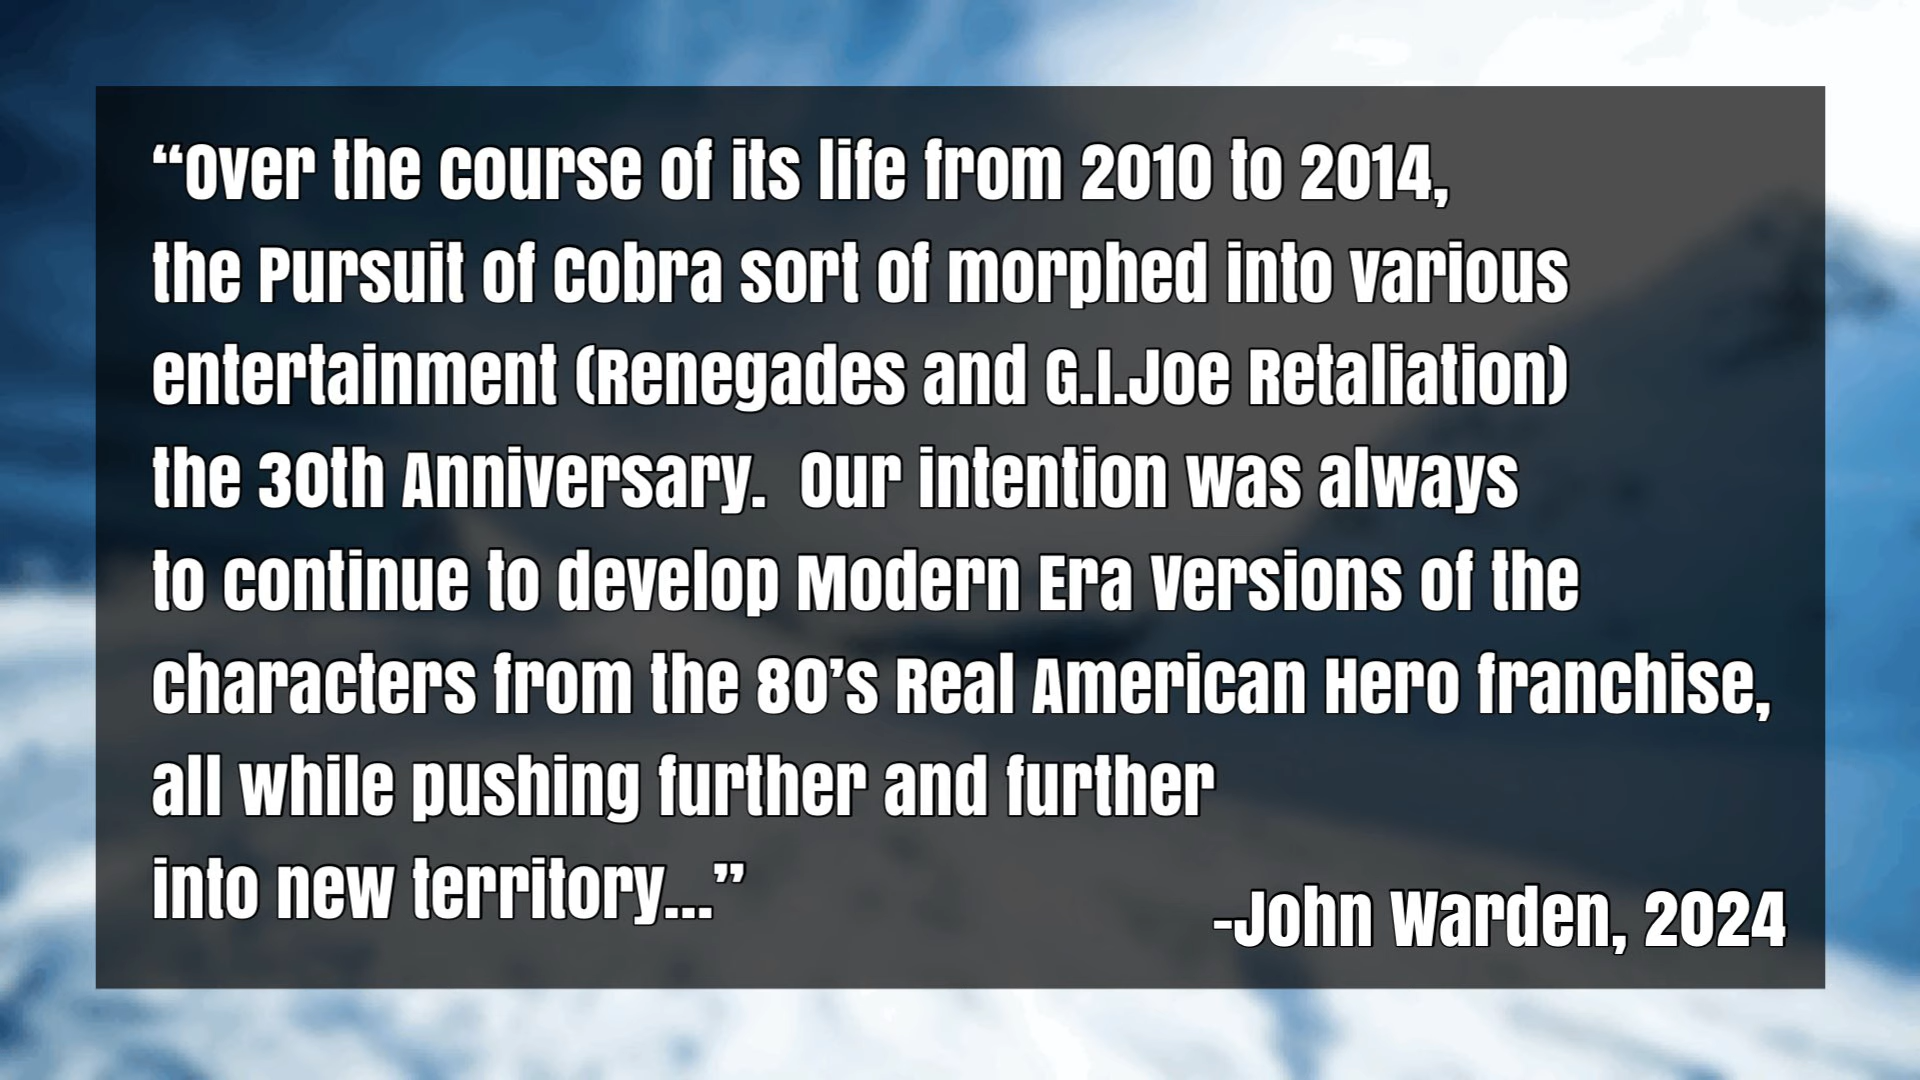 “Over the course of its life from 2010 to 2014,
the Pursuit of Cobra sort of morphed into various
entertainment (Renegades and G.I.Joe Retaliation)
the 30th Anniversary.  Our intention was always
to continue to develop Modern Era Versions of the
characters from the 80’s Real American Hero franchise,
all while pushing further and further
into new territory...”
-John Warden, 2024